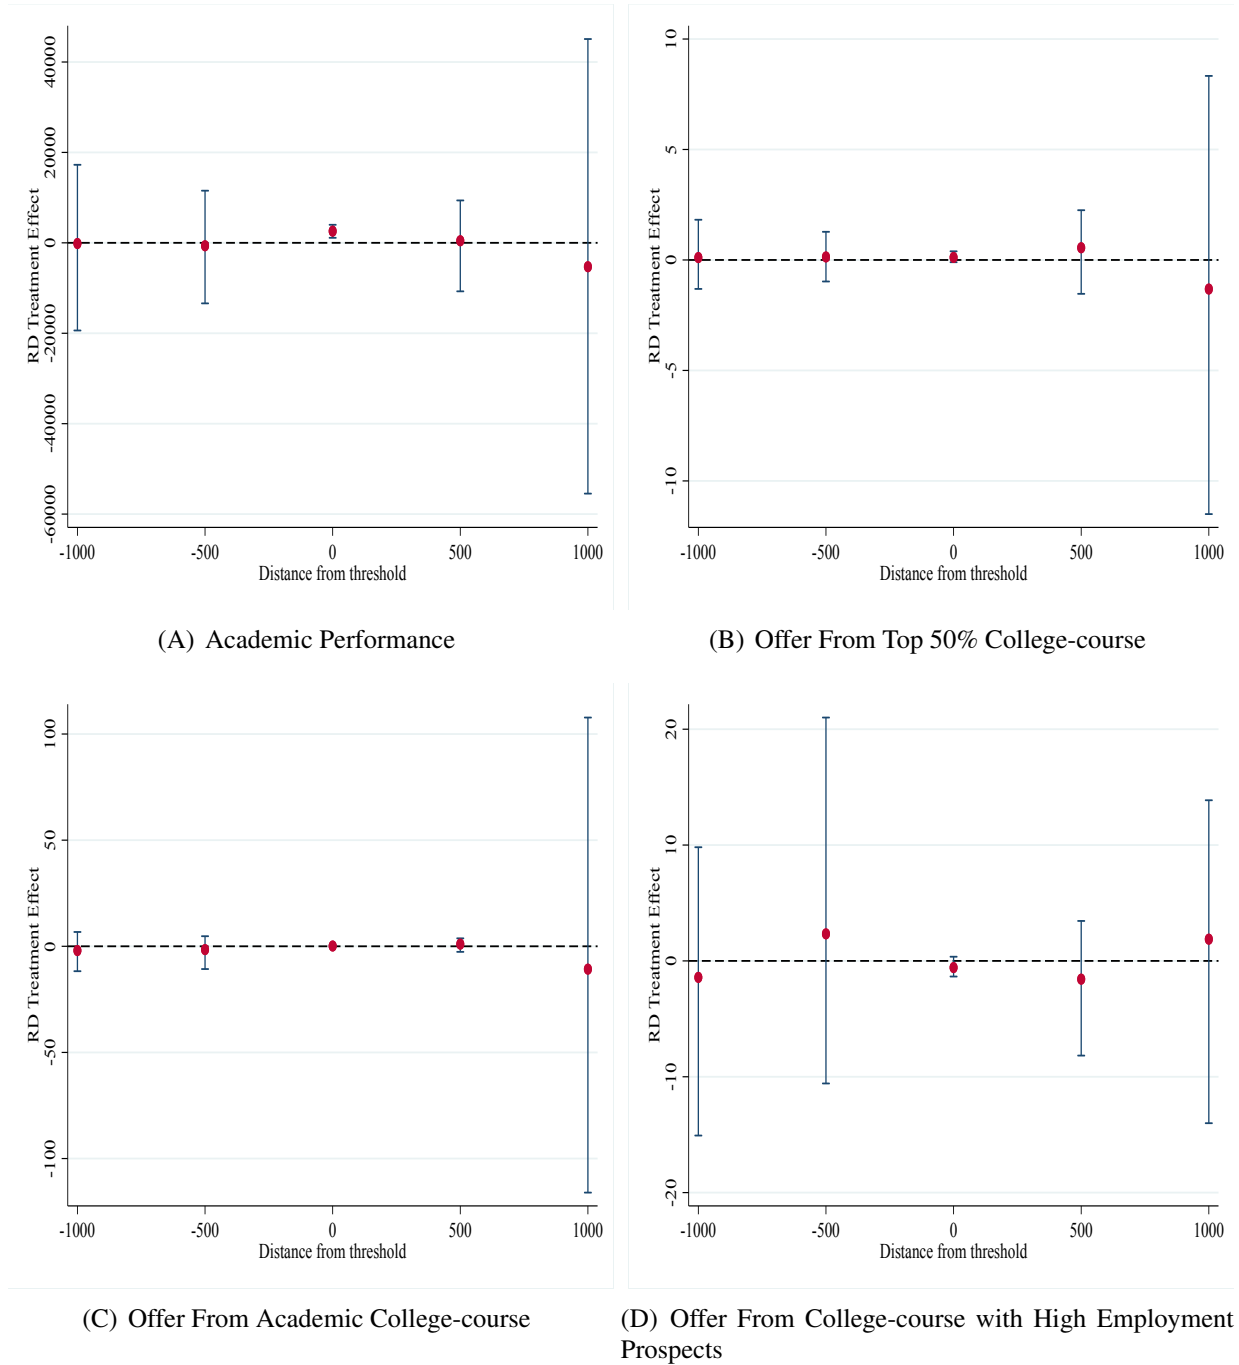 RD Treatment Effect
40000
20000
0
-20000
-40000
-60000
-1000 -500 0 500 1000
Distance from threshold
(A) Academic Performance
RD Treatment Effect
10
5
0
-5
-10
-1000 -500 0 500 1000
Distance from threshold
(B) Offer From Top 50% College-course
RD Treatment Effect
100
50
0
-50
-100
-1000 -500 0 500 1000
Distance from threshold
(C) Offer From Academic College-course
RD Treatment Effect
20
10
0
-10
-20
-1000 -500 0 500 1000
Distance from threshold
(D) Offer From College-course with High Employment
Prospects